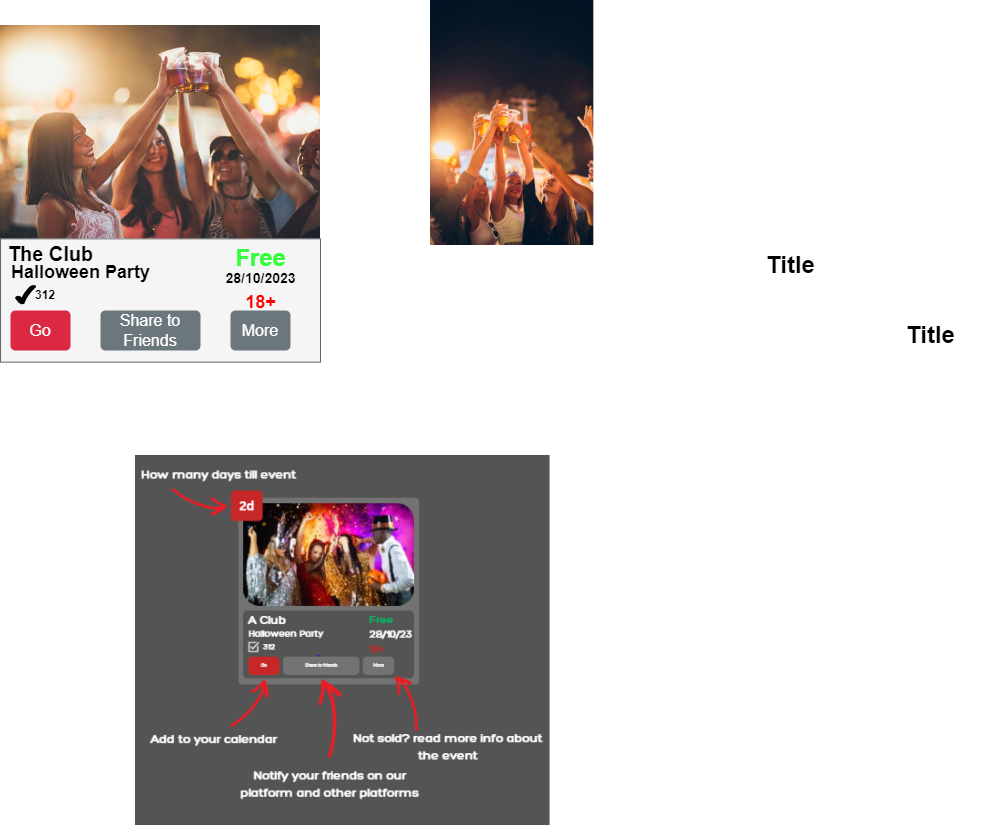 The Club
Halloween Party
312
Free
28/10/2023
18+
Go
Share to
Friends
More
Title
Title
How many days till event
2d
A Club
Halloween Party
312
Free
28/10/23
Go
Share to friends
More
Add to your calendar
Not sold? read more info about
the event
Notify your friends on our
platform and other platforms